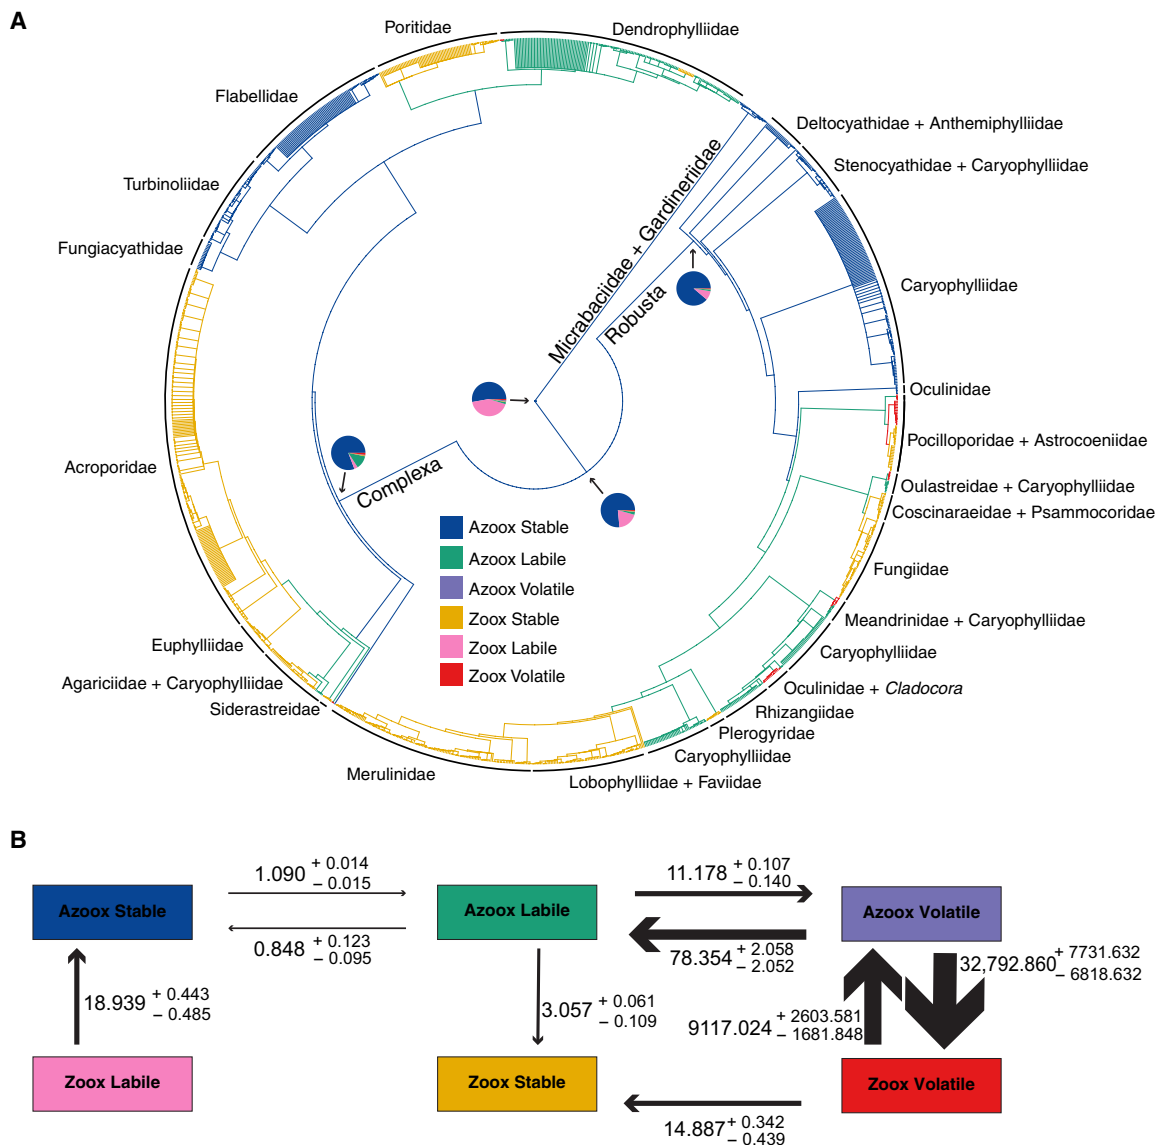 A
Poritidae
Dendrophylliidae
Flabellidae
Deltocyathidae + Anthemiphylliidae
Stenocyathidae + Caryophylliidae
Turbinoliidae
Fungiacyathidae
Micrabaciidae + Gardineriidae
Robusta
Caryophylliidae
Oculinidae
Pocilloporidae + Astrocoeniidae
Acroporidae
Complexa
Oulastreidae + Caryophylliidae
Coscinaraeidae + Psammocoridae
Azoox Stable
Azoox Labile
Azoox Volatile
Zoox Stable
Zoox Labile
Zoox Volatile
Fungiidae
Meandrinidae + Caryophylliidae
Euphylliidae
Caryophylliidae
Agariciidae + Caryophylliidae
Oculinidae + Cladocora
Siderastreidae
Rhizangiidae
Plerogyridae
Caryophylliidae
Merulinidae
Lobophylliidae + Faviidae
B
1.090 + 0.014 − 0.015
11.178 + 0.107 − 0.140
Azoox Stable
Azoox Labile
Azoox Volatile
0.848 + 0.123 − 0.095
78.354 + 2.058 − 2.052
32,792.860 + 7731.632 − 6818.632
18.939 + 0.443 − 0.485
3.057 + 0.061 − 0.109
9117.024 + 2603.581 − 1681.848
Zoox Labile
Zoox Stable
Zoox Volatile
14.887 + 0.342 − 0.439